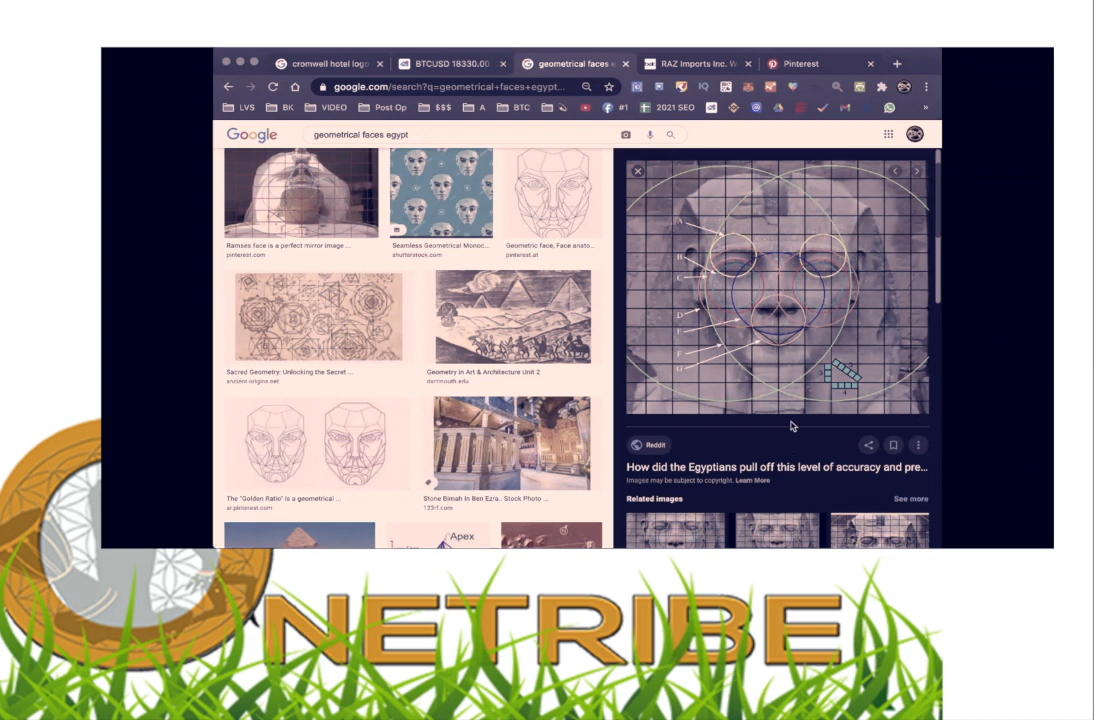 cromwell hotel logo
BTCUSD 18330.00
geometrical faces e
RAZ Imports Inc. W
Pinterest
google.com/search?q=geometrical+faces+egypt...
LVS
BK
VIDEO
Post Op
$$$
A
BTC
#1
2021 SEO
»
Google
geometrical faces egypt
Ramses face is a perfect mirror image ...
pinterest.com
Seamless Geometrical Monoc...
shutterstock.com
Geometric face, Face anato...
pinterest.at
Sacred Geometry: Unlocking the Secret ...
ancient-origins.net
Geometry in Art & Architecture Unit 2
dartmouth.edu
The "Golden Ratio" is a geometrical ...
ar.pinterest.com
Stone Bimah In Ben Ezra.. Stock Photo ...
123rf.com
Apex
A
B
C
D
E
F
G
4
Reddit
How did the Egyptians pull off this level of accuracy and pre...
Images may be subject to copyright. Learn More
Related images
See more
NETRIBE